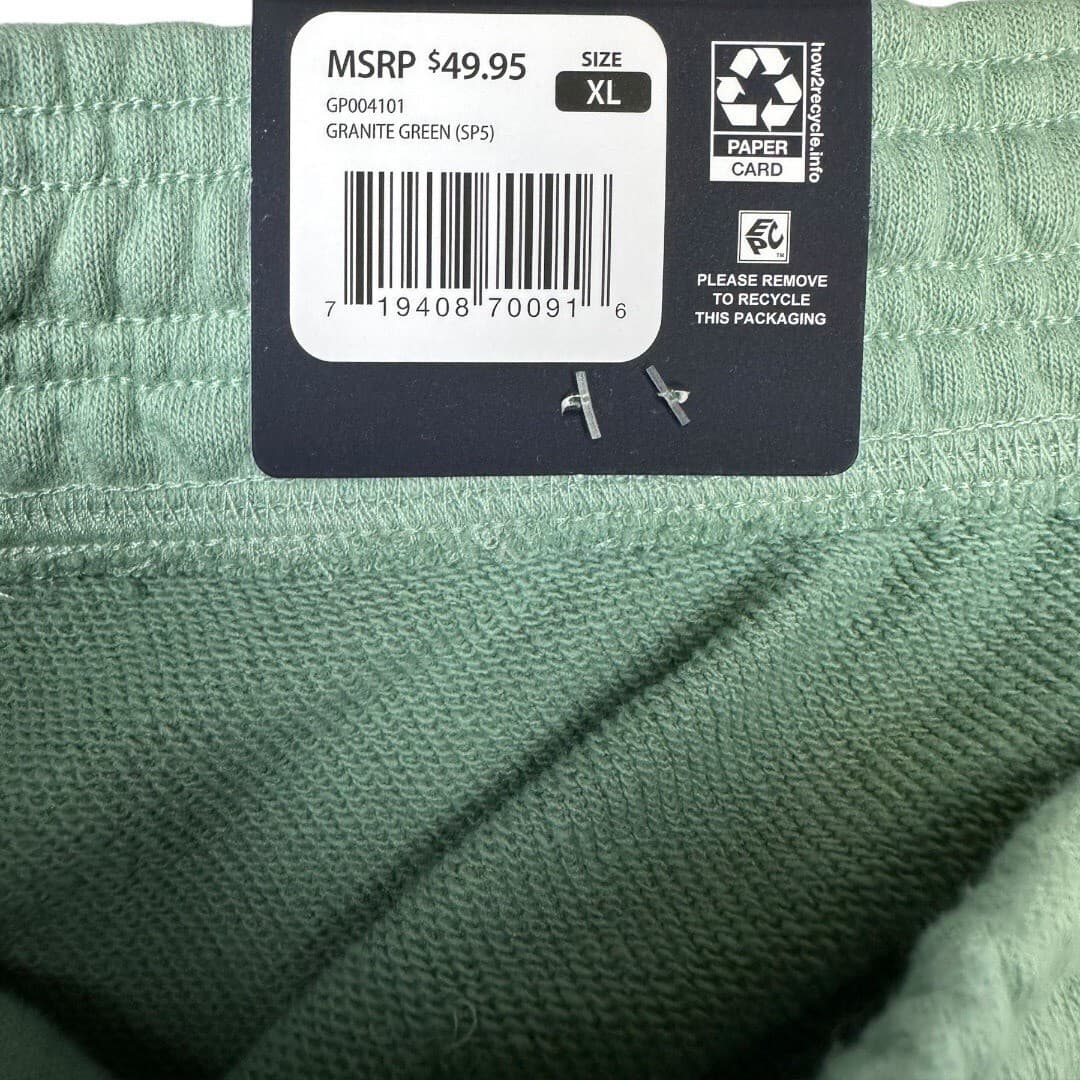 MSRP $49.95
SIZE
XL
GP004101
GRANITE GREEN (SP5)
7 19408 70091 6
how2recycle.info
PAPER
CARD
EPC™
PLEASE REMOVE
TO RECYCLE
THIS PACKAGING